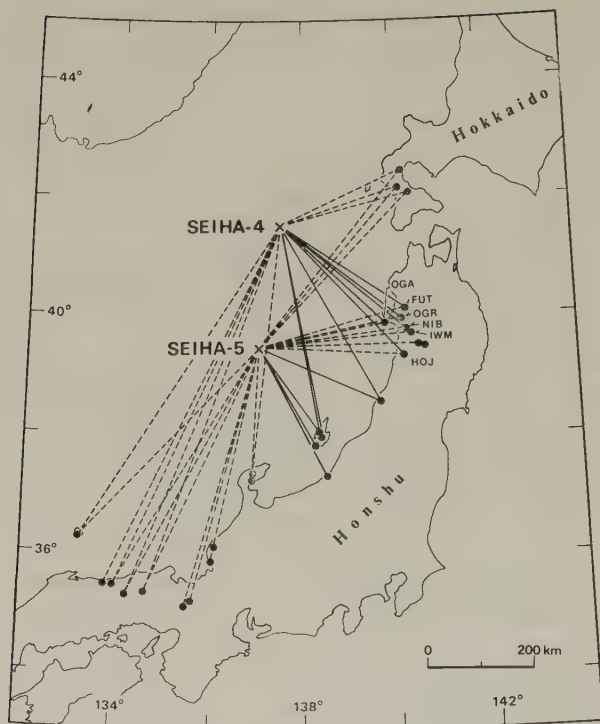 44°
Hokkaido
SEIHA-4
OGA
FUT
40°
OGR
NIB
SEIHA-5
IWM
HOJ
Honshu
36°
0 200 km
134° 138° 142°